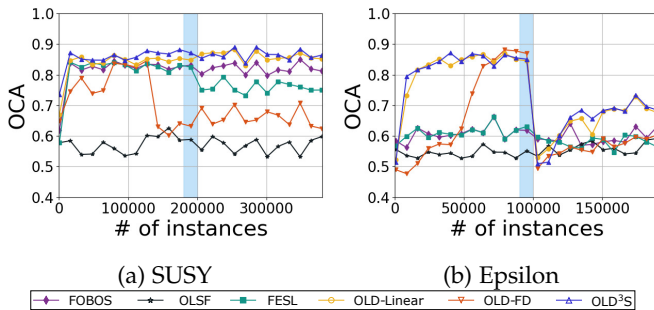 1.0
0.9
0.8
0.7
0.6
0.5
0.4
OCA
0 100000 200000 300000
# of instances
(a) SUSY
1.0
0.9
0.8
0.7
0.6
0.5
0.4
OCA
0 50000 100000 150000
# of instances
(b) Epsilon
FOBOS OLSF FESL OLD-Linear OLD-FD OLD³S